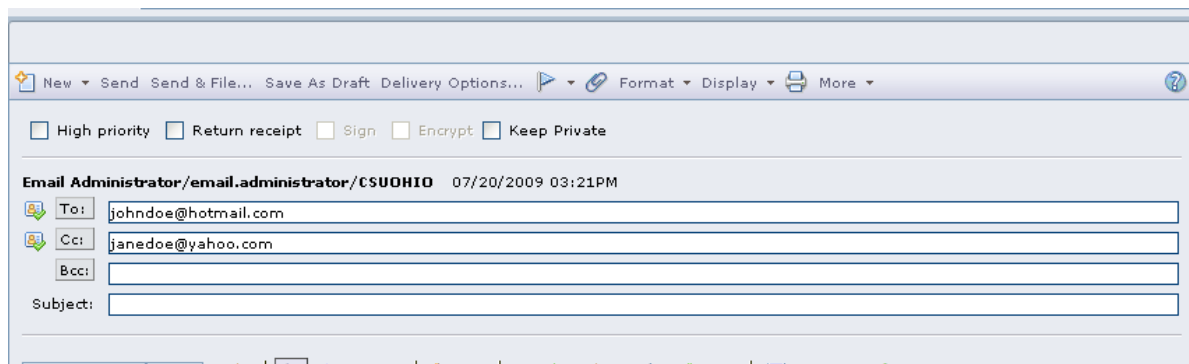 New Send Send & File... Save As Draft Delivery Options... Format Display More
High priority Return receipt Sign Encrypt Keep Private
Email Administrator/email.administrator/CSUOHIO 07/20/2009 03:21PM
To: johndoe@hotmail.com
Cc: janedoe@yahoo.com
Bcc:
Subject: